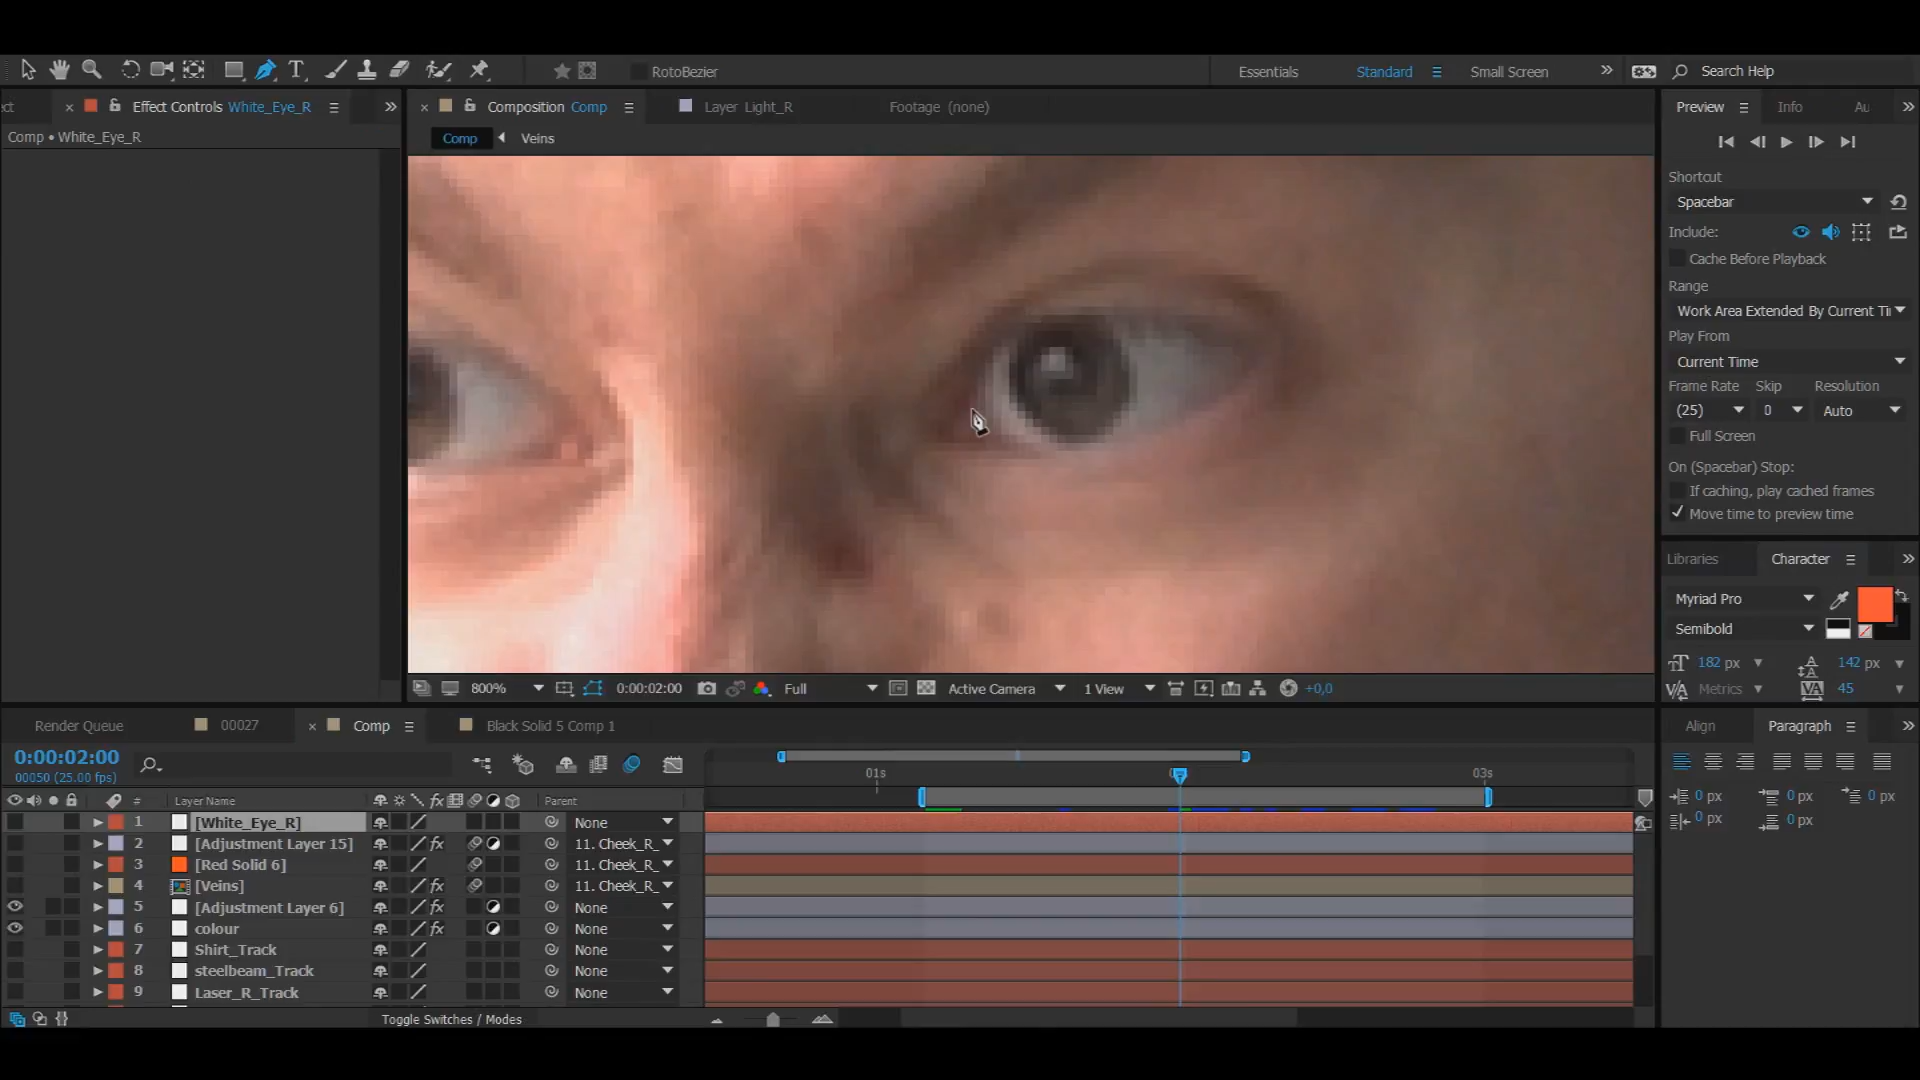 RotoBezier
Essentials
Standard
Small Screen
Search Help
ect
Effect Controls White_Eye_R
Composition Comp
Layer Light_R
Footage (none)
Preview
Info
Au
Comp • White_Eye_R
Comp
Veins
Shortcut
Spacebar
Include:
Cache Before Playback
Range
Work Area Extended By Current Ti
Play From
Current Time
Frame Rate
Skip
Resolution
(25)
0
Auto
Full Screen
On (Spacebar) Stop:
If caching, play cached frames
Move time to preview time
Libraries
Character
Myriad Pro
Semibold
182 px
142 px
Metrics
45
800%
0:00:02:00
Full
Active Camera
1 View
+0,0
Render Queue
00027
Comp
Black Solid 5 Comp 1
Align
Paragraph
0:00:02:00
00050 (25.00 fps)
01s
03s
0 px
0 px
0 px
0 px
0 px
#
Layer Name
Parent
1
[White_Eye_R]
None
2
[Adjustment Layer 15]
11. Cheek_R_
3
[Red Solid 6]
11. Cheek_R_
4
[Veins]
11. Cheek_R_
5
[Adjustment Layer 6]
None
6
colour
None
7
Shirt_Track
None
8
steelbeam_Track
None
9
Laser_R_Track
None
Toggle Switches / Modes